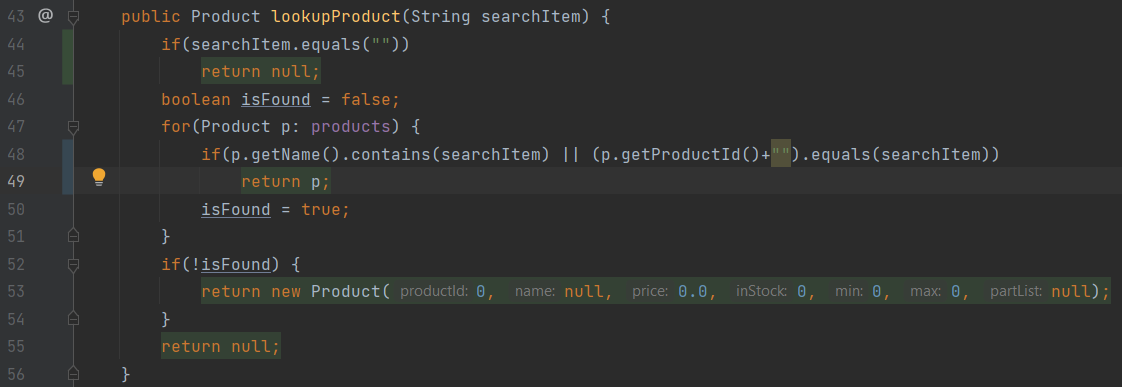 43 @ public Product lookupProduct(String searchItem) {
44 if(searchItem.equals(""))
45 return null;
46 boolean isFound = false;
47 for(Product p: products) {
48 if(p.getName().contains(searchItem) || (p.getProductId()+"").equals(searchItem))
49 return p;
50 isFound = true;
51 }
52 if(!isFound) {
53 return new Product( productId: 0, name: null, price: 0.0, inStock: 0, min: 0, max: 0, partList: null);
54 }
55 return null;
56 }